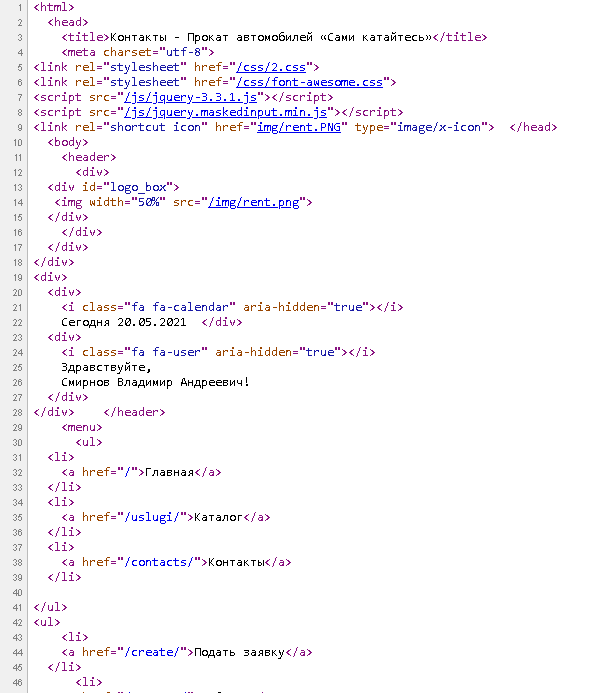 1 <html>
2 <head>
3 <title>Контакты - Прокат автомобилей «Сами катайтесь»</title>
4 <meta charset="utf-8">
5 <link rel="stylesheet" href="/css/2.css">
6 <link rel="stylesheet" href="/css/font-awesome.css">
7 <script src="/js/jquery-3.3.1.js"></script>
8 <script src="/js/jquery.maskedinput.min.js"></script>
9 <link rel="shortcut icon" href="img/rent.PNG" type="image/x-icon">  </head>
10 <body>
11 <header>
12 <div>
13 <div id="logo_box">
14 <img width="50%" src="/img/rent.png">
15 </div>
16 </div>
17 </div>
18 </div>
19 <div>
20 <div>
21 <i class="fa fa-calendar" aria-hidden="true"></i>
22 Сегодня 20.05.2021  </div>
23 <div>
24 <i class="fa fa-user" aria-hidden="true"></i>
25 Здравствуйте,
26 Смирнов Владимир Андреевич!
27 </div>
28 </div>    </header>
29 <menu>
30 <ul>
31 <li>
32 <a href="/">Главная</a>
33 </li>
34 <li>
35 <a href="/uslugi/">Каталог</a>
36 </li>
37 <li>
38 <a href="/contacts/">Контакты</a>
39 </li>
40
41 </ul>
42 <ul>
43 <li>
44 <a href="/create/">Подать заявку</a>
45 </li>
46 <li>